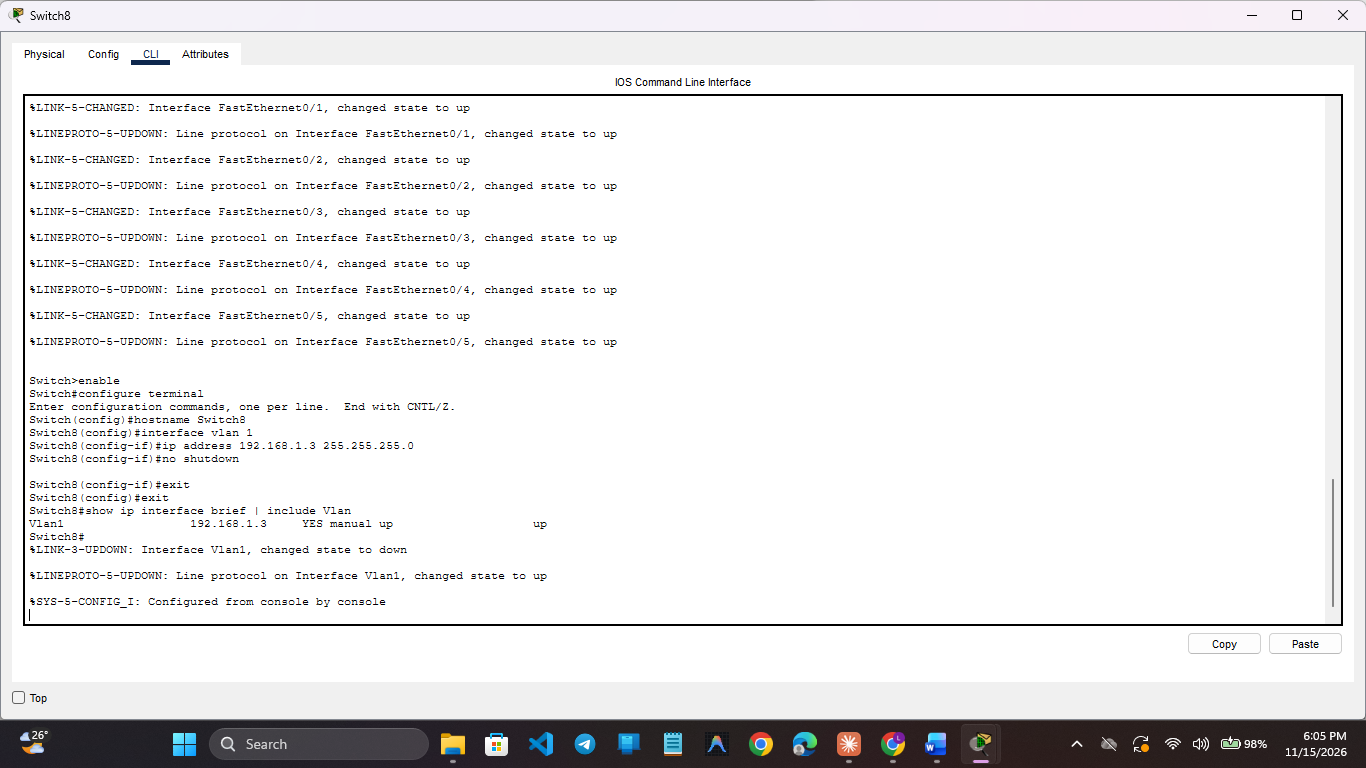 Switch8
Physical Config CLI Attributes
IOS Command Line Interface
%LINK-5-CHANGED: Interface FastEthernet0/1, changed state to up
%LINEPROTO-5-UPDOWN: Line protocol on Interface FastEthernet0/1, changed state to up
%LINK-5-CHANGED: Interface FastEthernet0/2, changed state to up
%LINEPROTO-5-UPDOWN: Line protocol on Interface FastEthernet0/2, changed state to up
%LINK-5-CHANGED: Interface FastEthernet0/3, changed state to up
%LINEPROTO-5-UPDOWN: Line protocol on Interface FastEthernet0/3, changed state to up
%LINK-5-CHANGED: Interface FastEthernet0/4, changed state to up
%LINEPROTO-5-UPDOWN: Line protocol on Interface FastEthernet0/4, changed state to up
%LINK-5-CHANGED: Interface FastEthernet0/5, changed state to up
%LINEPROTO-5-UPDOWN: Line protocol on Interface FastEthernet0/5, changed state to up
Switch>enable
Switch#configure terminal
Enter configuration commands, one per line.  End with CNTL/Z.
Switch(config)#hostname Switch8
Switch8(config)#interface vlan 1
Switch8(config-if)#ip address 192.168.1.3 255.255.255.0
Switch8(config-if)#no shutdown
Switch8(config-if)#exit
Switch8(config)#exit
Switch8#show ip interface brief | include Vlan
Vlan1                  192.168.1.3     YES manual up                    up
Switch8#
%LINK-3-UPDOWN: Interface Vlan1, changed state to down
%LINEPROTO-5-UPDOWN: Line protocol on Interface Vlan1, changed state to up
%SYS-5-CONFIG_I: Configured from console by console
Copy Paste
Top
26°
Search
98%
6:05 PM
11/15/2026